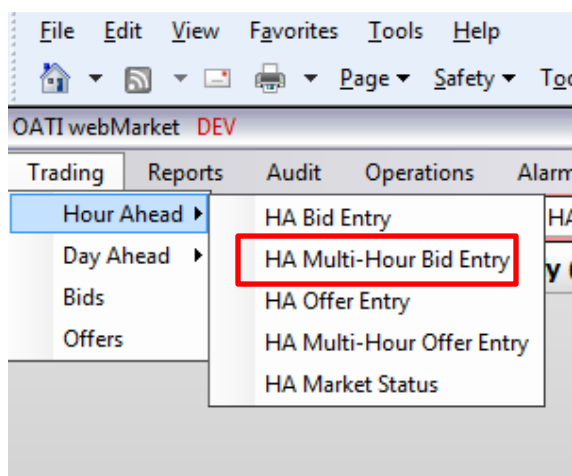 File Edit View Favorites Tools Help
Page Safety
OATI webMarket DEV
Trading Reports Audit Operations
Hour Ahead HA Bid Entry HA
Day Ahead HA Multi-Hour Bid Entry y
Bids HA Offer Entry
Offers HA Multi-Hour Offer Entry
HA Market Status